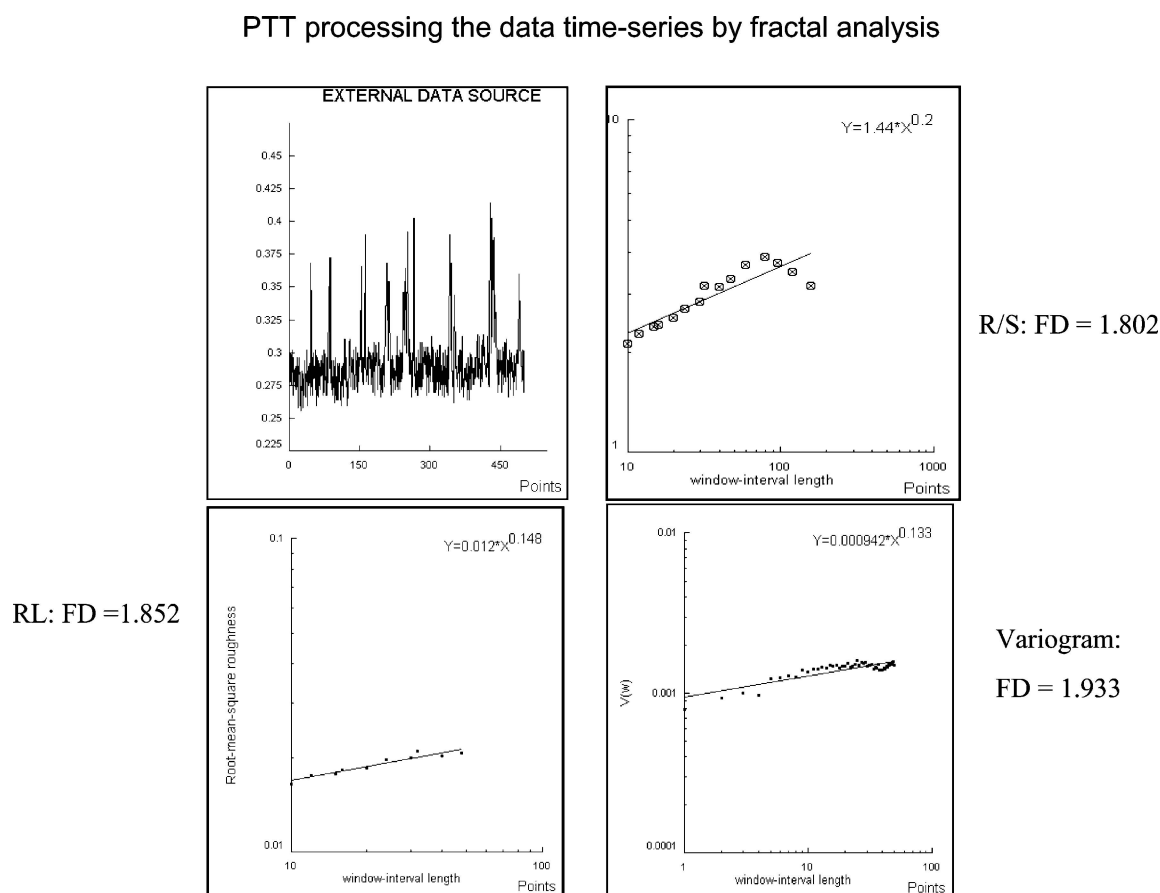 PTT processing the data time-series by fractal analysis
EXTERNAL DATA SOURCE
0.45
0.425
0.4
0.375
0.35
0.325
0.3
0.275
0.25
0.225
0 150 300 450
Points
Y=1.44*X^0.2
10
1
10 100 1000
window-interval length
Points
R/S: FD = 1.802
RL: FD =1.852
Y=0.012*X^0.148
0.1
Root-mean-square roughness
0.01
10 100
window-interval length
Points
Y=0.000942*X^0.133
0.01
0.001
V(w)
0.0001
1 10 100
window-interval length
Points
Variogram:
FD = 1.933